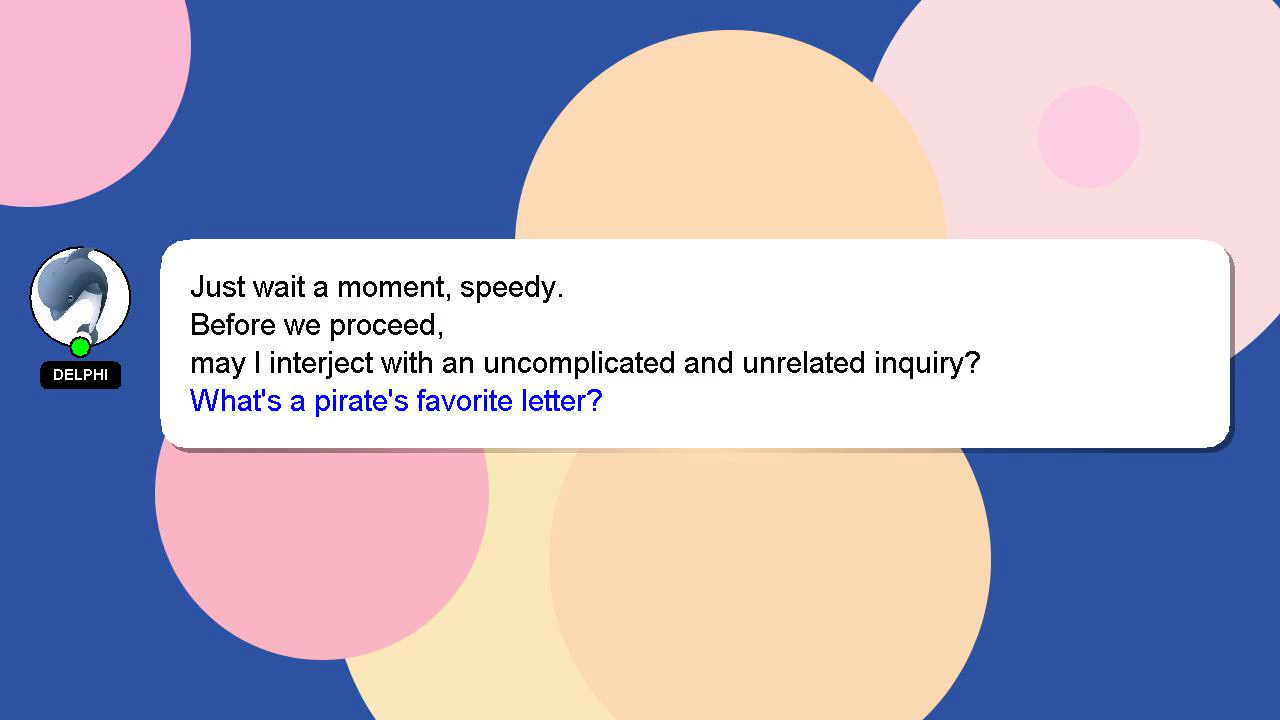 Just wait a moment, speedy.
Before we proceed,
may I interject with an uncomplicated and unrelated inquiry?
What's a pirate's favorite letter?
DELPHI